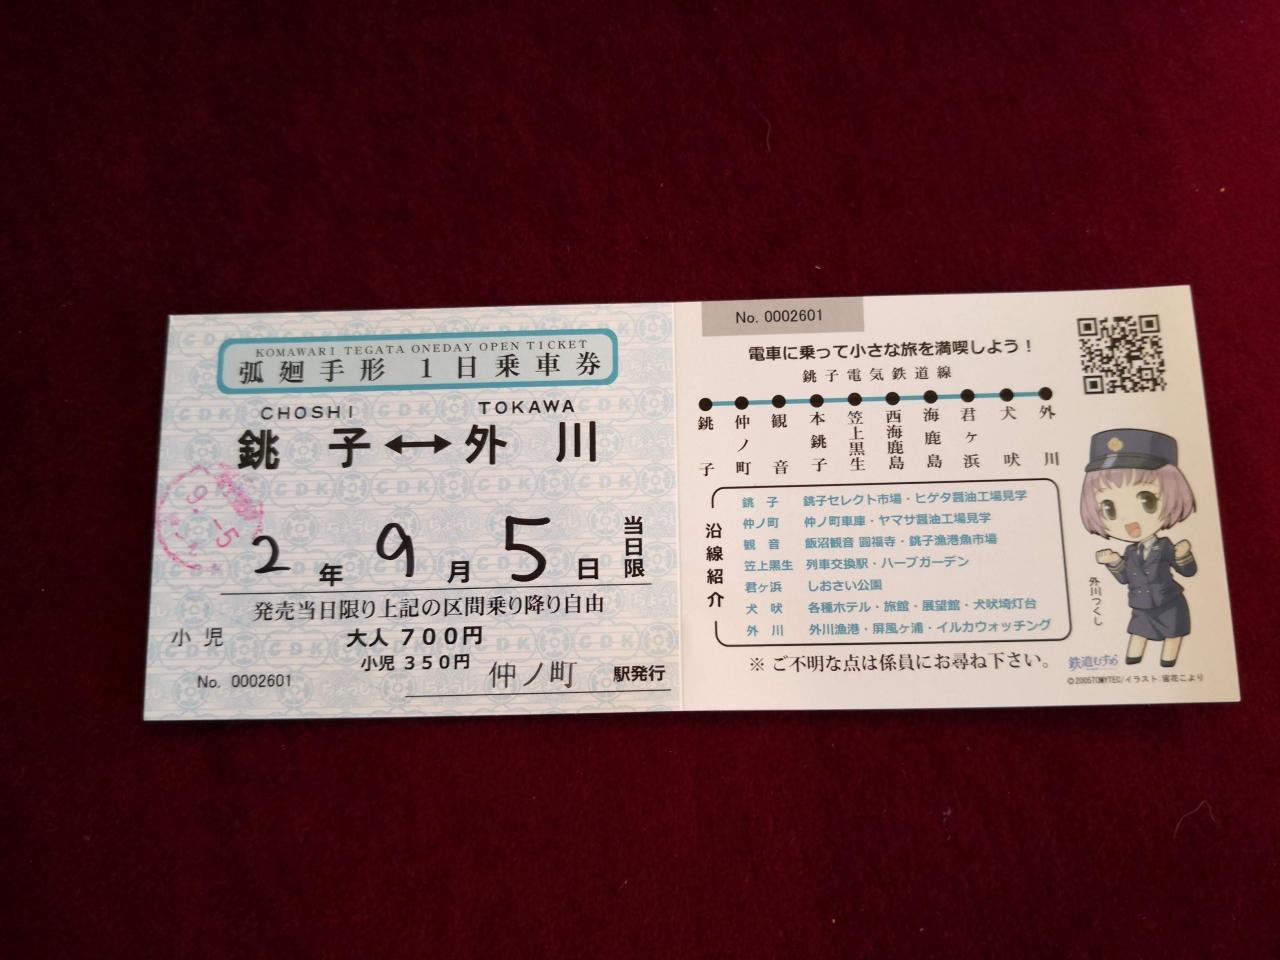 KOMAWARI TEGATA ONEDAY OPEN TICKET
弧廻手形 1日乗車券
CHOSHI TOKAWA
銚子↔外川
9.-5
2年9月5日 当日限
発売当日限り上記の区間乗り降り自由
小児 大人 700円
小児 350円
No. 0002601 仲ノ町 駅発行
No. 0002601
電車に乗って小さな旅を満喫しよう!
銚子電気鉄道線
銚子 仲ノ町 観音 本銚子 笠上黒生 西海鹿島 海鹿島 君ヶ浜 犬吠 外川
沿線紹介
銚子 銚子セレクト市場・ヒゲタ醤油工場見学
仲ノ町 仲ノ町車庫・ヤマサ醤油工場見学
観音 飯沼観音 圓福寺・銚子漁港魚市場
笠上黒生 列車交換駅・ハーブガーデン
君ヶ浜 しおさい公園
犬吠 各種ホテル・旅館・展望館・犬吠埼灯台
外川 外川漁港・屏風ヶ浦・イルカウォッチング
※ご不明な点は係員にお尋ね下さい。
外川つくし
鉄道むすめ
©2005TOMYTEC/イラスト:宙花こより